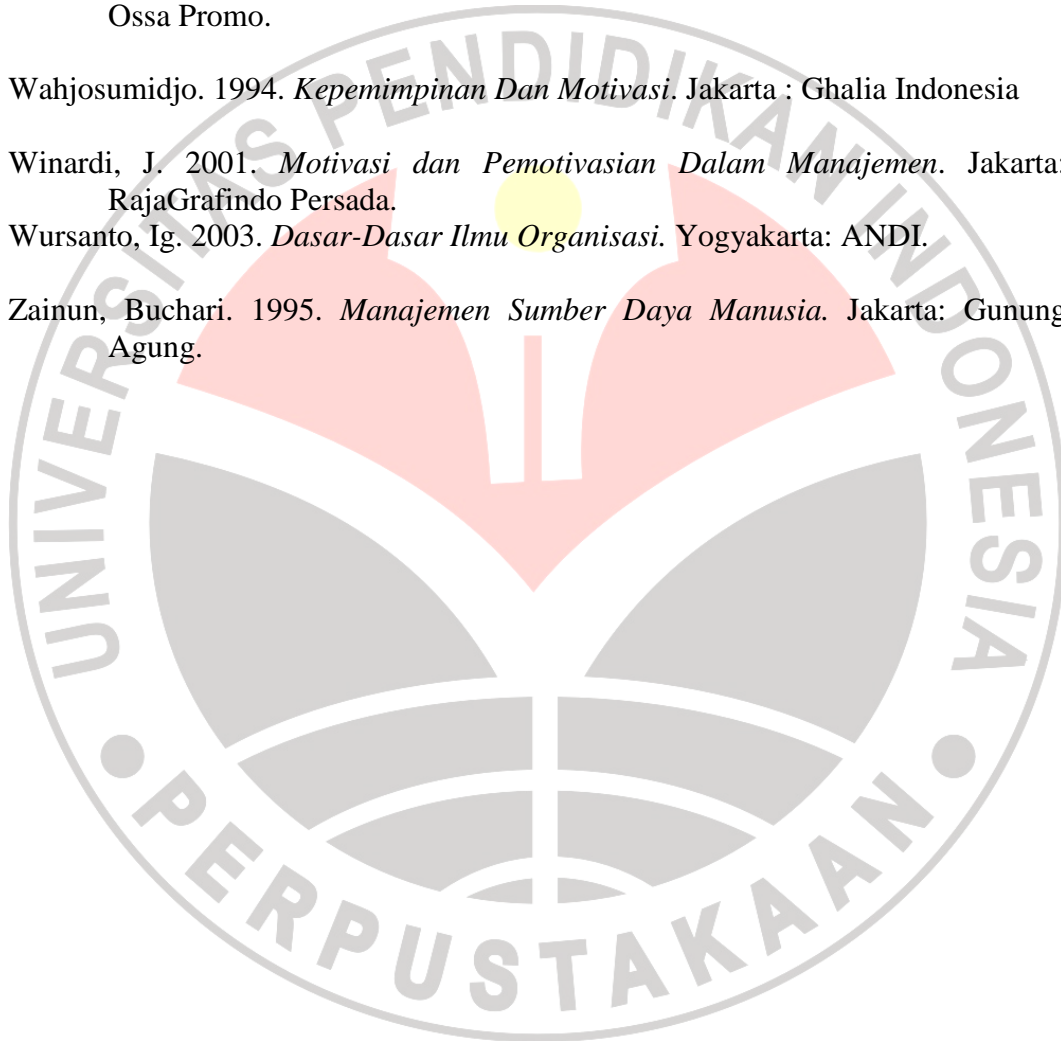 Ossa Promo.
Wahjosumidjo. 1994. Kepemimpinan Dan Motivasi. Jakarta : Ghalia Indonesia
Winardi, J. 2001. Motivasi dan Pemotivasian Dalam Manajemen. Jakarta:
RajaGrafindo Persada.
Wursanto, Ig. 2003. Dasar-Dasar Ilmu Organisasi. Yogyakarta: ANDI.
Zainun, Buchari. 1995. Manajemen Sumber Daya Manusia. Jakarta: Gunung
Agung.
UNIVERSITAS PENDIDIKAN INDONESIA
PERPUSTAKAAN